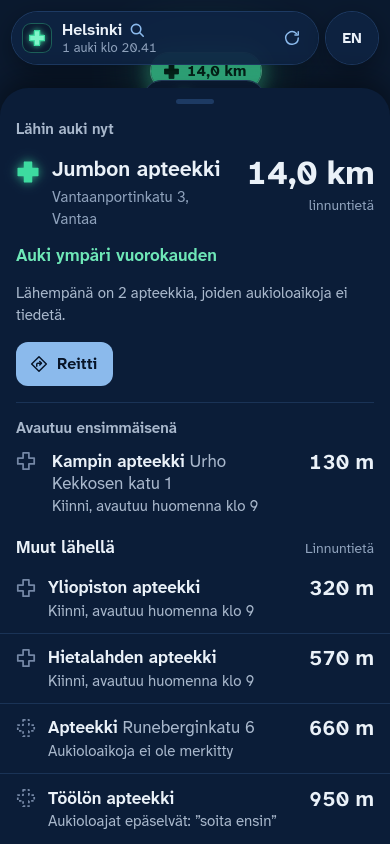 Helsinki
1 auki klo 20.41
EN
14,0 km
Lähin auki nyt
Jumbon apteekki
14,0 km
Vantaanportinkatu 3,
Vantaa
linnuntietä
Auki ympäri vuorokauden
Lähempänä on 2 apteekkia, joiden aukioloaikoja ei
tiedetä.
Reitti
Avautuu ensimmäisenä
Kampin apteekki Urho
Kekkosen katu 1
130 m
Kiinni, avautuu huomenna klo 9
Muut lähellä
Linnuntietä
Yliopiston apteekki
320 m
Kiinni, avautuu huomenna klo 9
Hietalahden apteekki
570 m
Kiinni, avautuu huomenna klo 9
Apteekki Runeberginkatu 6
660 m
Aukioloaikoja ei ole merkitty
Töölön apteekki
950 m
Aukioloajat epäselvät: ”soita ensin”